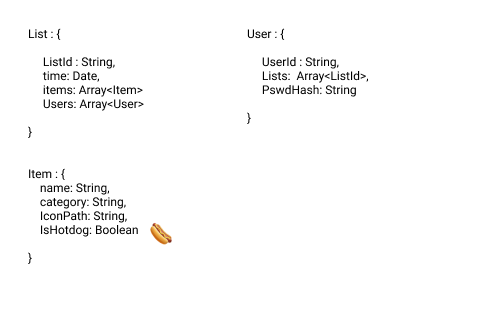 List : {
ListId : String,
time: Date,
items: Array<Item>
Users: Array<User>
}
User : {
UserId : String,
Lists:  Array<ListId>,
PswdHash: String
}
Item : {
name: String,
category: String,
IconPath: String,
IsHotdog: Boolean
}